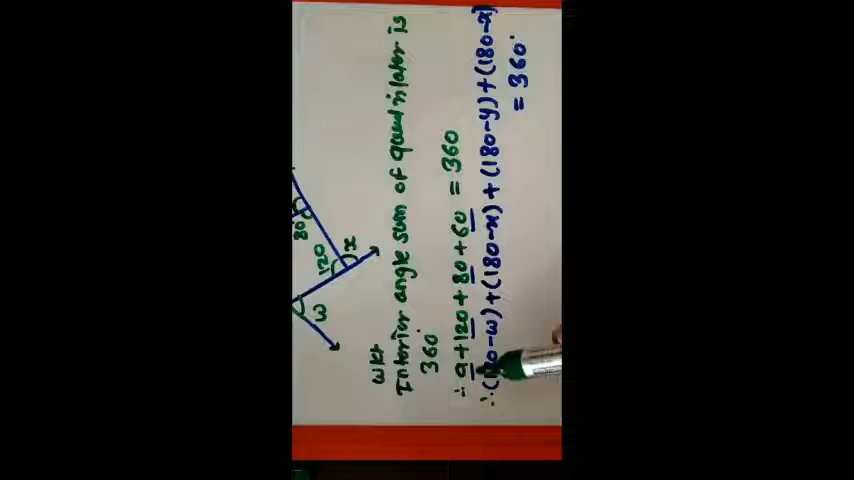 80°
120
x
w
WKT
Interior angle sum of quadrilater is
360°
∴ a+120+80+60 = 360
∴ (180-w)+(180-x)+(180-y)+(180-x)
= 360°